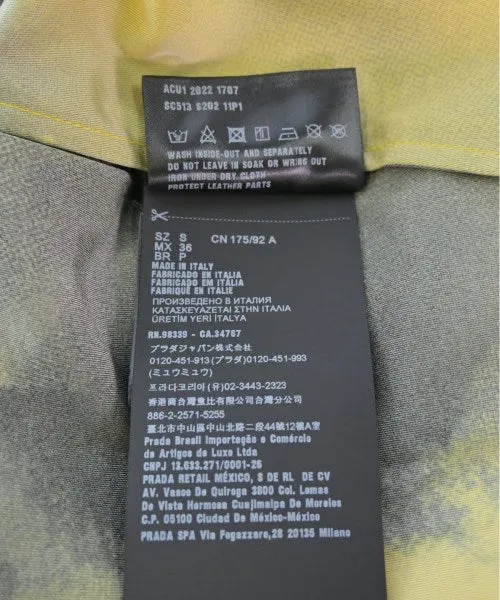 ACU1 2022 1707
SC513 S202 11P1
WASH INSIDE-OUT AND SEPARATELY
DO NOT LEAVE IN SOAK OR WRING OUT
IRON UNDER DRY CLOTH
PROTECT LEATHER PARTS
SZ S CN 175/92 A
MX 36
BR P
MADE IN ITALY
FABRICADO EN ITALIA
FABRICADO EM ITÁLIA
FABRIQUÉ EN ITALIE
ПРОИЗВЕДЕНО В ИТАЛИЯ
ΚΑΤΑΣΚΕΥΑΖΕΤΑΙ ΣΤΗΝ ΙΤΑΛΙΑ
ÜRETİM YERİ İTALYA
RN.98339 - CA.34767
プラダジャパン株式会社
0120-451-913 (プラダ) 0120-451-993
(ミュウミュウ)
프라다코리아 (유) 02-3443-2323
香港商台灣意比有限公司台灣分公司
886-2-2571-5255
臺北市中山區中山北路二段44號9樓
Prada Brasil Importação e Comércio
de Artigos de Luxo Ltda
CNPJ 13.633.271/0001-26
PRADA RETAIL MÉXICO, S DE RL DE CV
AV. Vasco De Quiroga 3800 Col. Lomas
De Vista Hermosa Cuajimalpa De Morelos
C.P. 05100 Ciudad De México-México
PRADA SPA Via Fogazzaro,28 20135 Milano